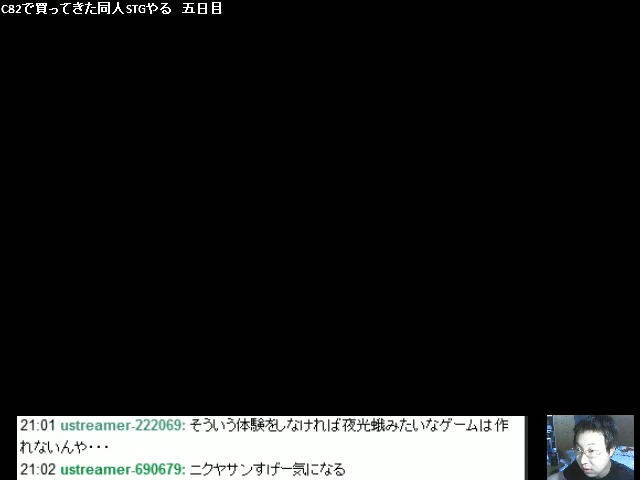 C82で買ってきた同人STGやる 五日目
21:01 ustreamer-222069: そういう体験をしなければ夜光蛾みたいなゲームは作
れないんや・・・
21:02 ustreamer-690679: ニクヤサンすげー気になる